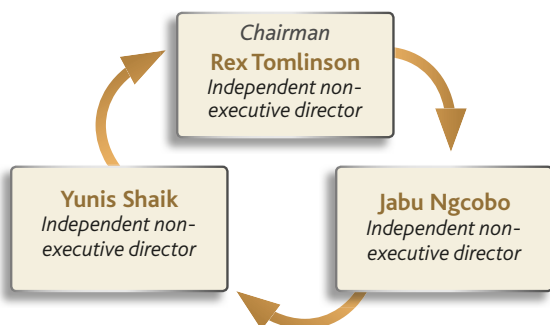 Chairman
Rex Tomlinson
Independent non-
executive director
Yunis Shaik
Independent non-
executive director
Jabu Ngcobo
Independent non-
executive director